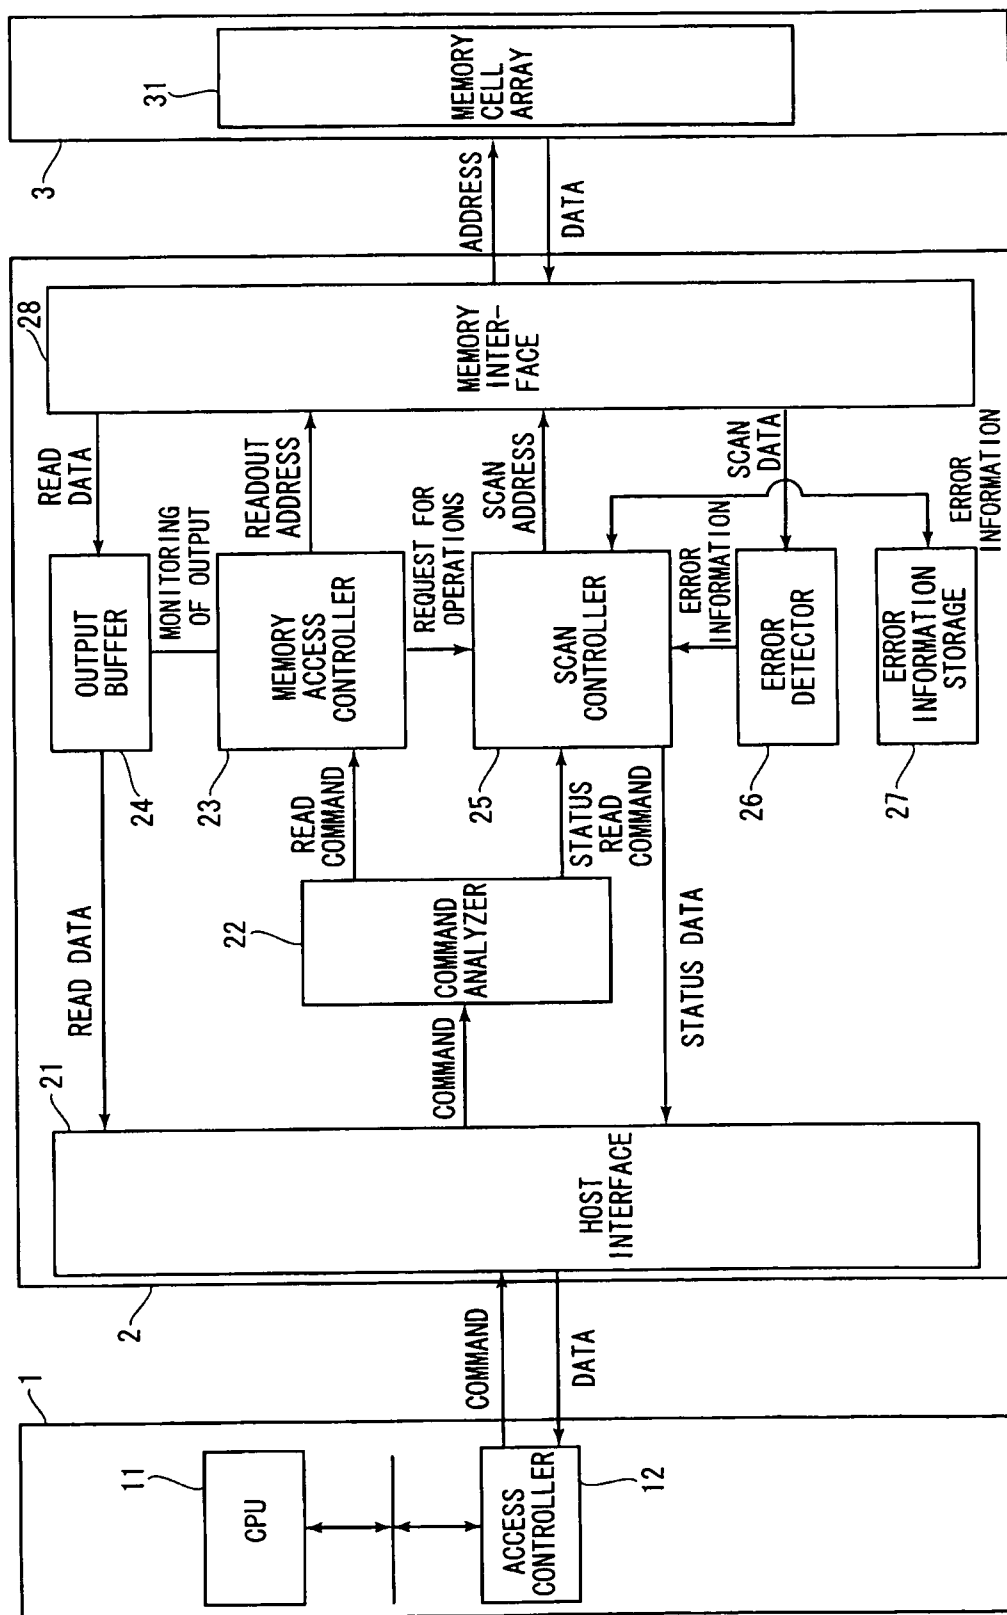 1
11
CPU
ACCESS
CONTROLLER
12
COMMAND
DATA
2
21
HOST
INTERFACE
READ DATA
COMMAND
STATUS DATA
22
COMMAND
ANALYZER
READ
COMMAND
STATUS
READ
COMMAND
24
OUTPUT
BUFFER
MONITORING
OF OUTPUT
23
MEMORY
ACCESS
CONTROLLER
REQUEST FOR
OPERATIONS
25
SCAN
CONTROLLER
ERROR
INFORMATION
26
ERROR
DETECTOR
27
ERROR
INFORMATION
STORAGE
READ
DATA
READOUT
ADDRESS
SCAN
ADDRESS
SCAN
DATA
ERROR
INFORMATION
28
MEMORY
INTER-
FACE
ADDRESS
DATA
3
31
MEMORY
CELL
ARRAY